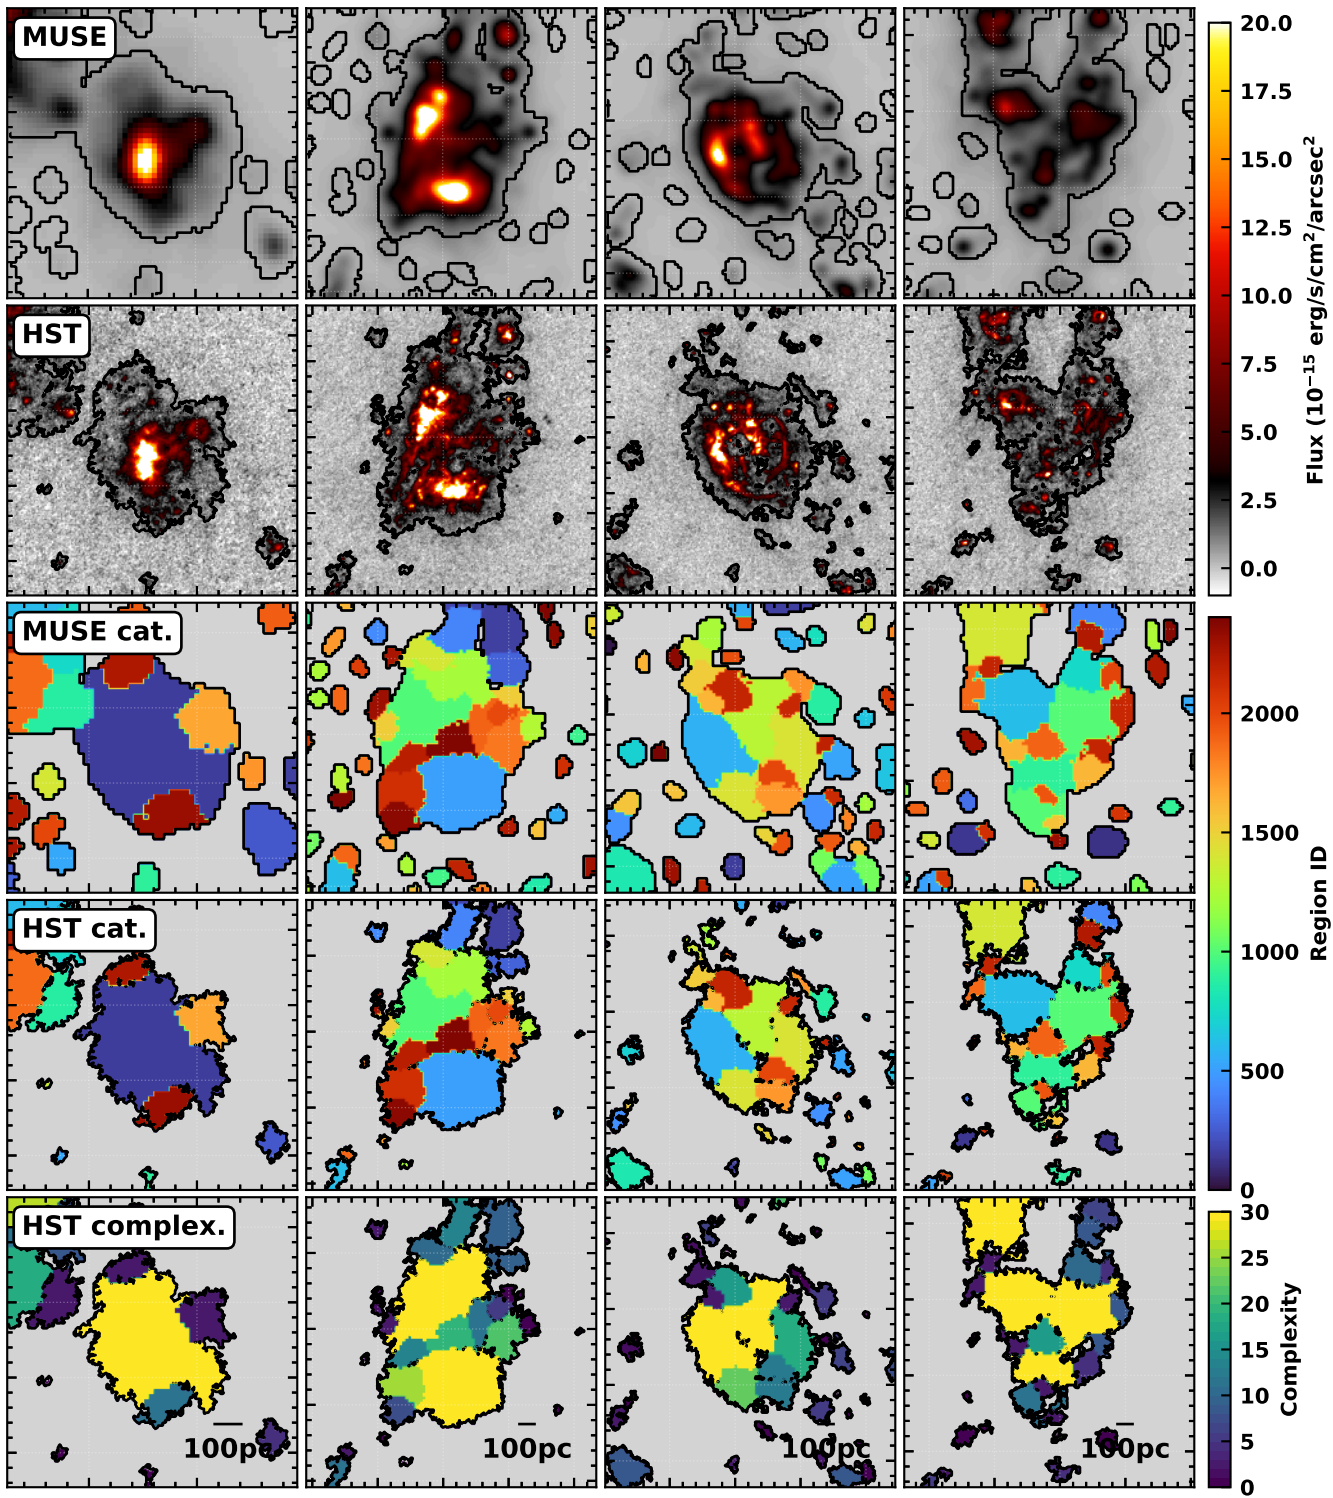 MUSE
20.0
17.5
15.0
12.5
10.0
7.5
5.0
2.5
0.0
Flux (10⁻¹⁵ erg/s/cm²/arcsec²)
HST
MUSE cat.
2000
1500
1000
500
0
Region ID
HST cat.
HST complex.
30
25
20
15
10
5
0
Complexity
100pc
100pc
100pc
100pc